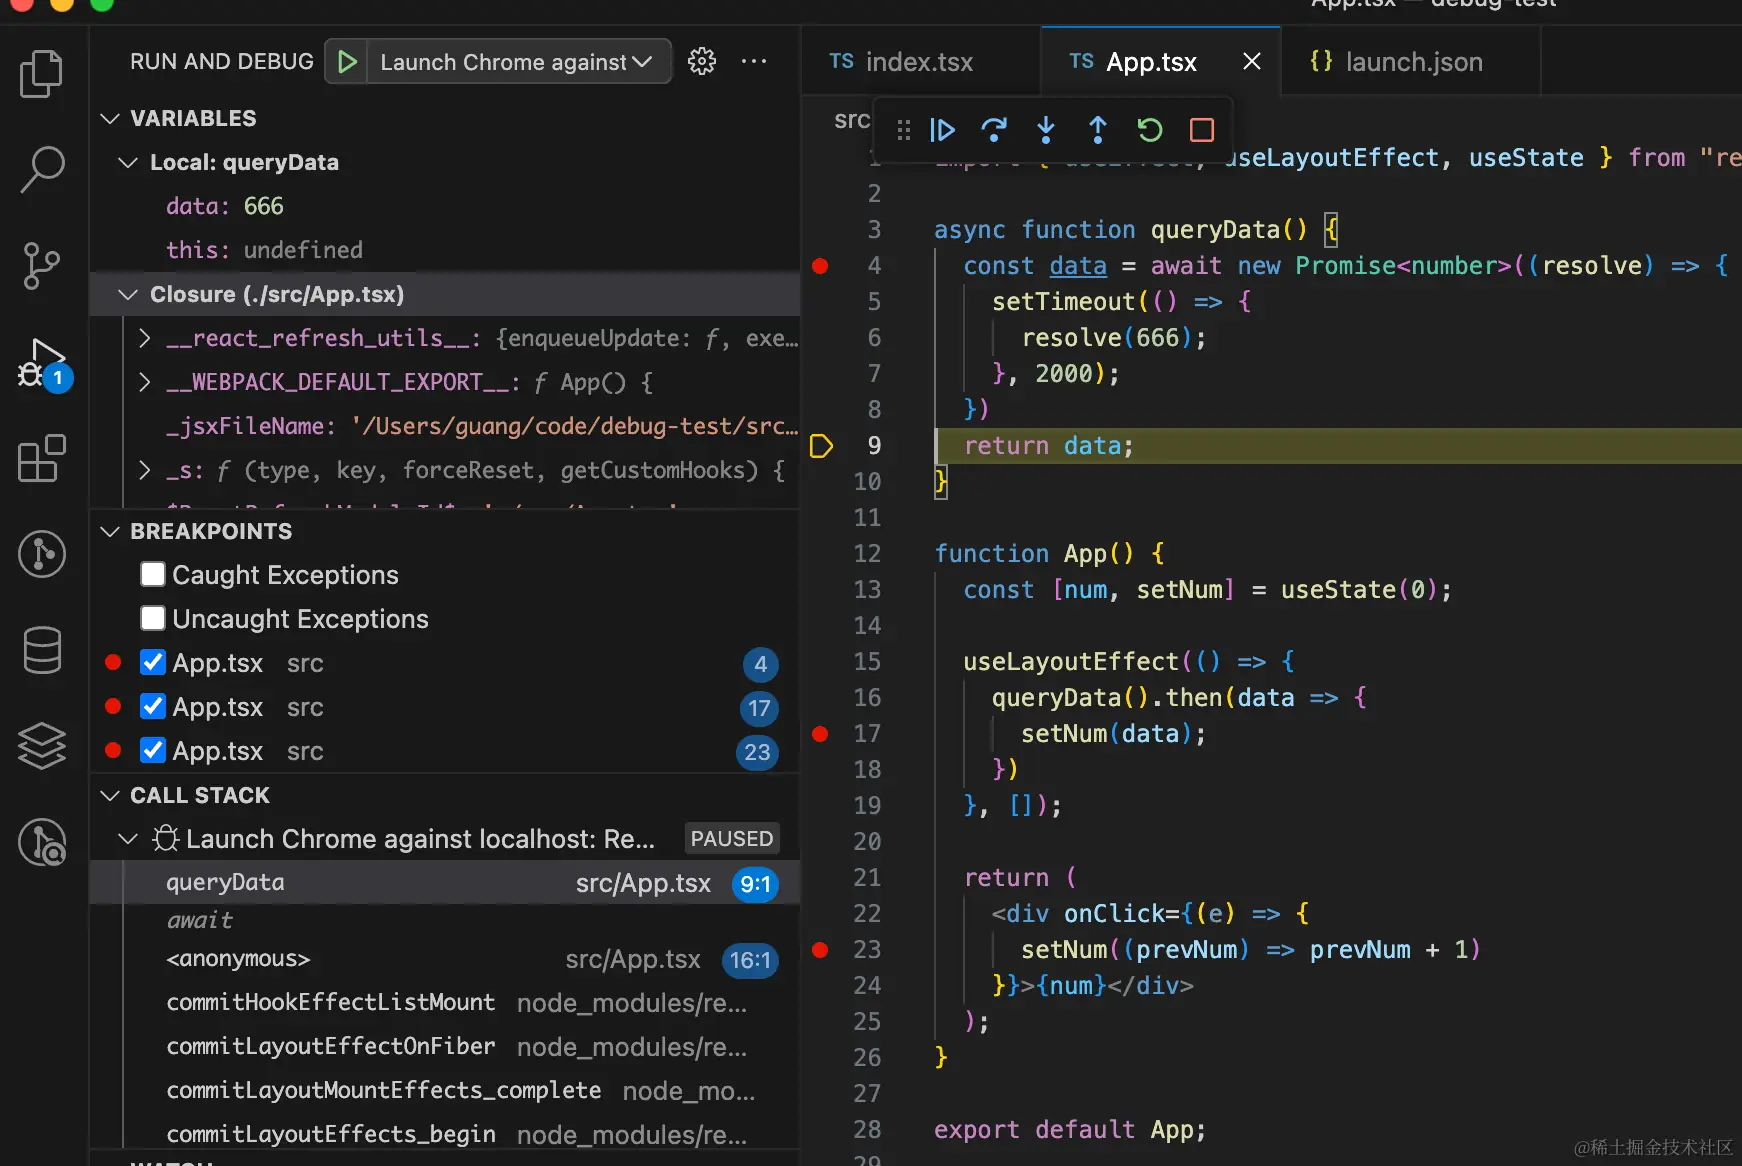 App.tsx — debug-test
RUN AND DEBUG
Launch Chrome against
VARIABLES
Local: queryData
data: 666
this: undefined
Closure (./src/App.tsx)
__react_refresh_utils__: {enqueueUpdate: ƒ, exe…
__WEBPACK_DEFAULT_EXPORT__: ƒ App() {
_jsxFileName: '/Users/guang/code/debug-test/src…
_s: ƒ (type, key, forceReset, getCustomHooks) {
BREAKPOINTS
Caught Exceptions
Uncaught Exceptions
App.tsx src 4
App.tsx src 17
App.tsx src 23
CALL STACK
Launch Chrome against localhost: Re… PAUSED
queryData src/App.tsx 9:1
await
<anonymous> src/App.tsx 16:1
commitHookEffectListMount node_modules/re…
commitLayoutEffectOnFiber node_modules/re…
commitLayoutMountEffects_complete node_mo…
commitLayoutEffects_begin node_modules/re…
WATCH
1
TS index.tsx
TS App.tsx
{} launch.json
src
1 import { useEffect, useLayoutEffect, useState } from "re
2
3 async function queryData() {
4 const data = await new Promise<number>((resolve) => {
5 setTimeout(() => {
6 resolve(666);
7 }, 2000);
8 })
9 return data;
10 }
11
12 function App() {
13 const [num, setNum] = useState(0);
14
15 useLayoutEffect(() => {
16 queryData().then(data => {
17 setNum(data);
18 })
19 }, []);
20
21 return (
22 <div onClick={(e) => {
23 setNum((prevNum) => prevNum + 1)
24 }}>{num}</div>
25 );
26 }
27
28 export default App;
29
@稀土掘金技术社区